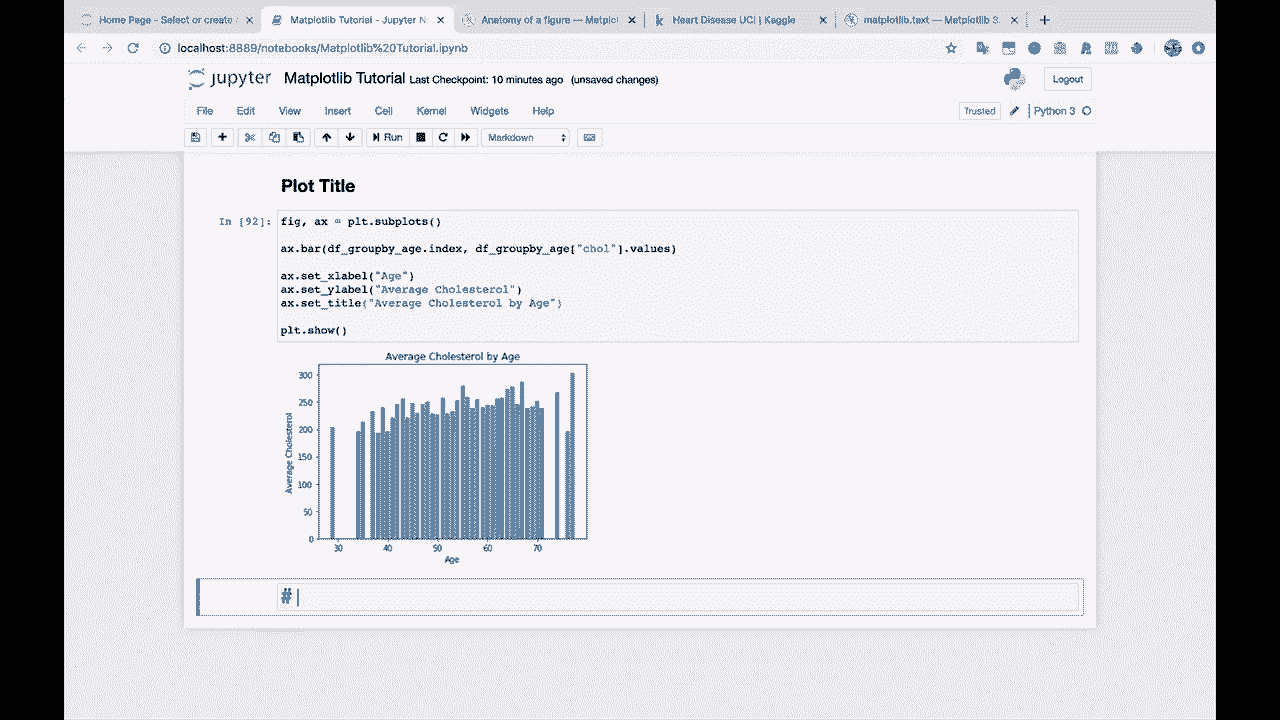 Home Page - Select or create
Matplotlib Tutorial - Jupyter N
Anatomy of a figure — Matplot
Heart Disease UCI | Kaggle
matplotlib.text — Matplotlib 3.
localhost:8889/notebooks/Matplotlib%20Tutorial.ipynb
jupyter Matplotlib Tutorial Last Checkpoint: 10 minutes ago (unsaved changes)
Logout
File Edit View Insert Cell Kernel Widgets Help
Trusted Python 3
Run Markdown
Plot Title
In [92]: fig, ax = plt.subplots()
ax.bar(df_groupby_age.index, df_groupby_age["chol"].values)
ax.set_xlabel("Age")
ax.set_ylabel("Average Cholesterol")
ax.set_title("Average Cholesterol by Age")
plt.show()
Average Cholesterol by Age
300
250
200
150
100
50
0
Average Cholesterol
30 40 50 60 70
Age
#